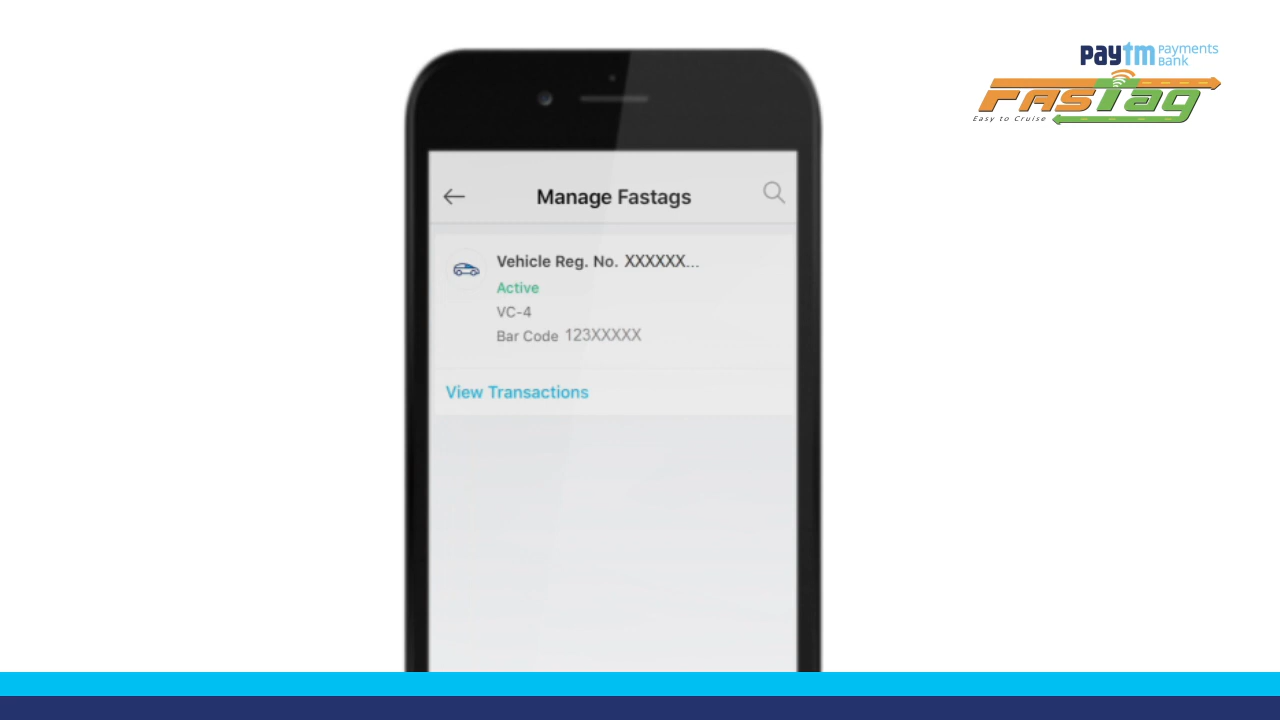 paytm Payments Bank
FASTag
Easy to Cruise
Manage Fastags
Vehicle Reg. No. XXXXXX...
Active
VC-4
Bar Code 123XXXXX
View Transactions